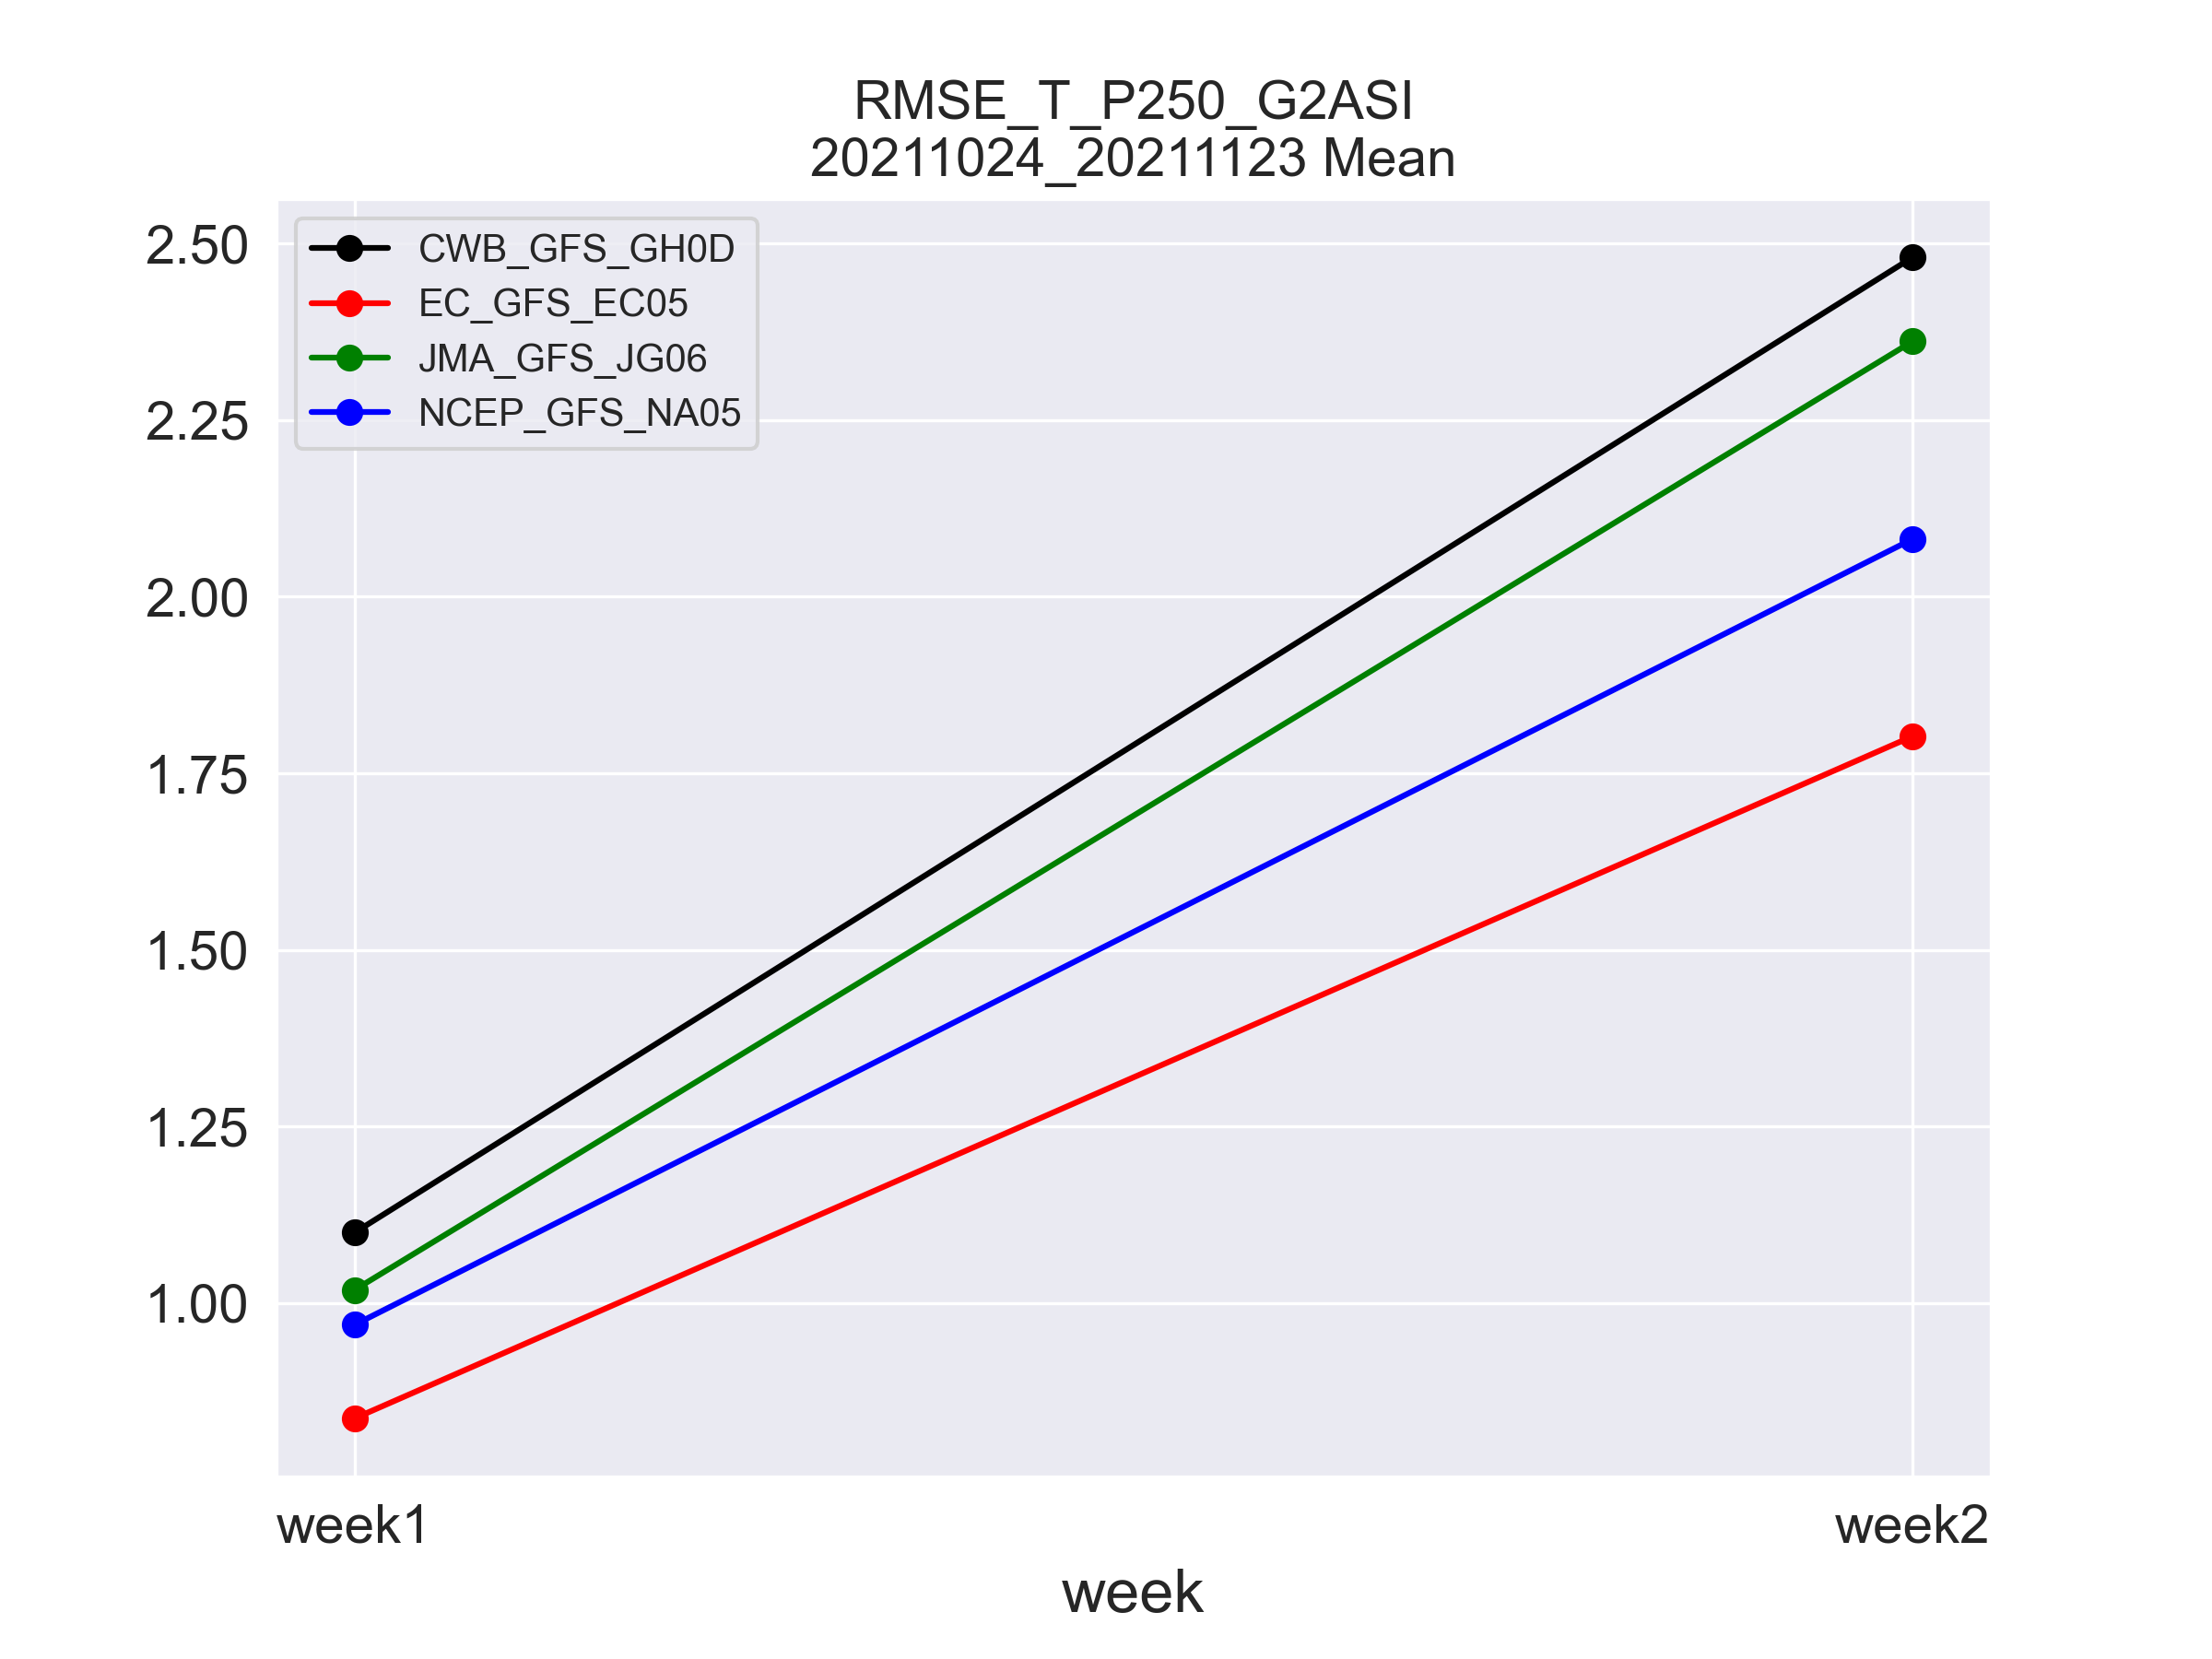 RMSE_T_P250_G2ASI
20211024_20211123 Mean
CWB_GFS_GH0D
EC_GFS_EC05
JMA_GFS_JG06
NCEP_GFS_NA05
2.50
2.25
2.00
1.75
1.50
1.25
1.00
week1
week2
week